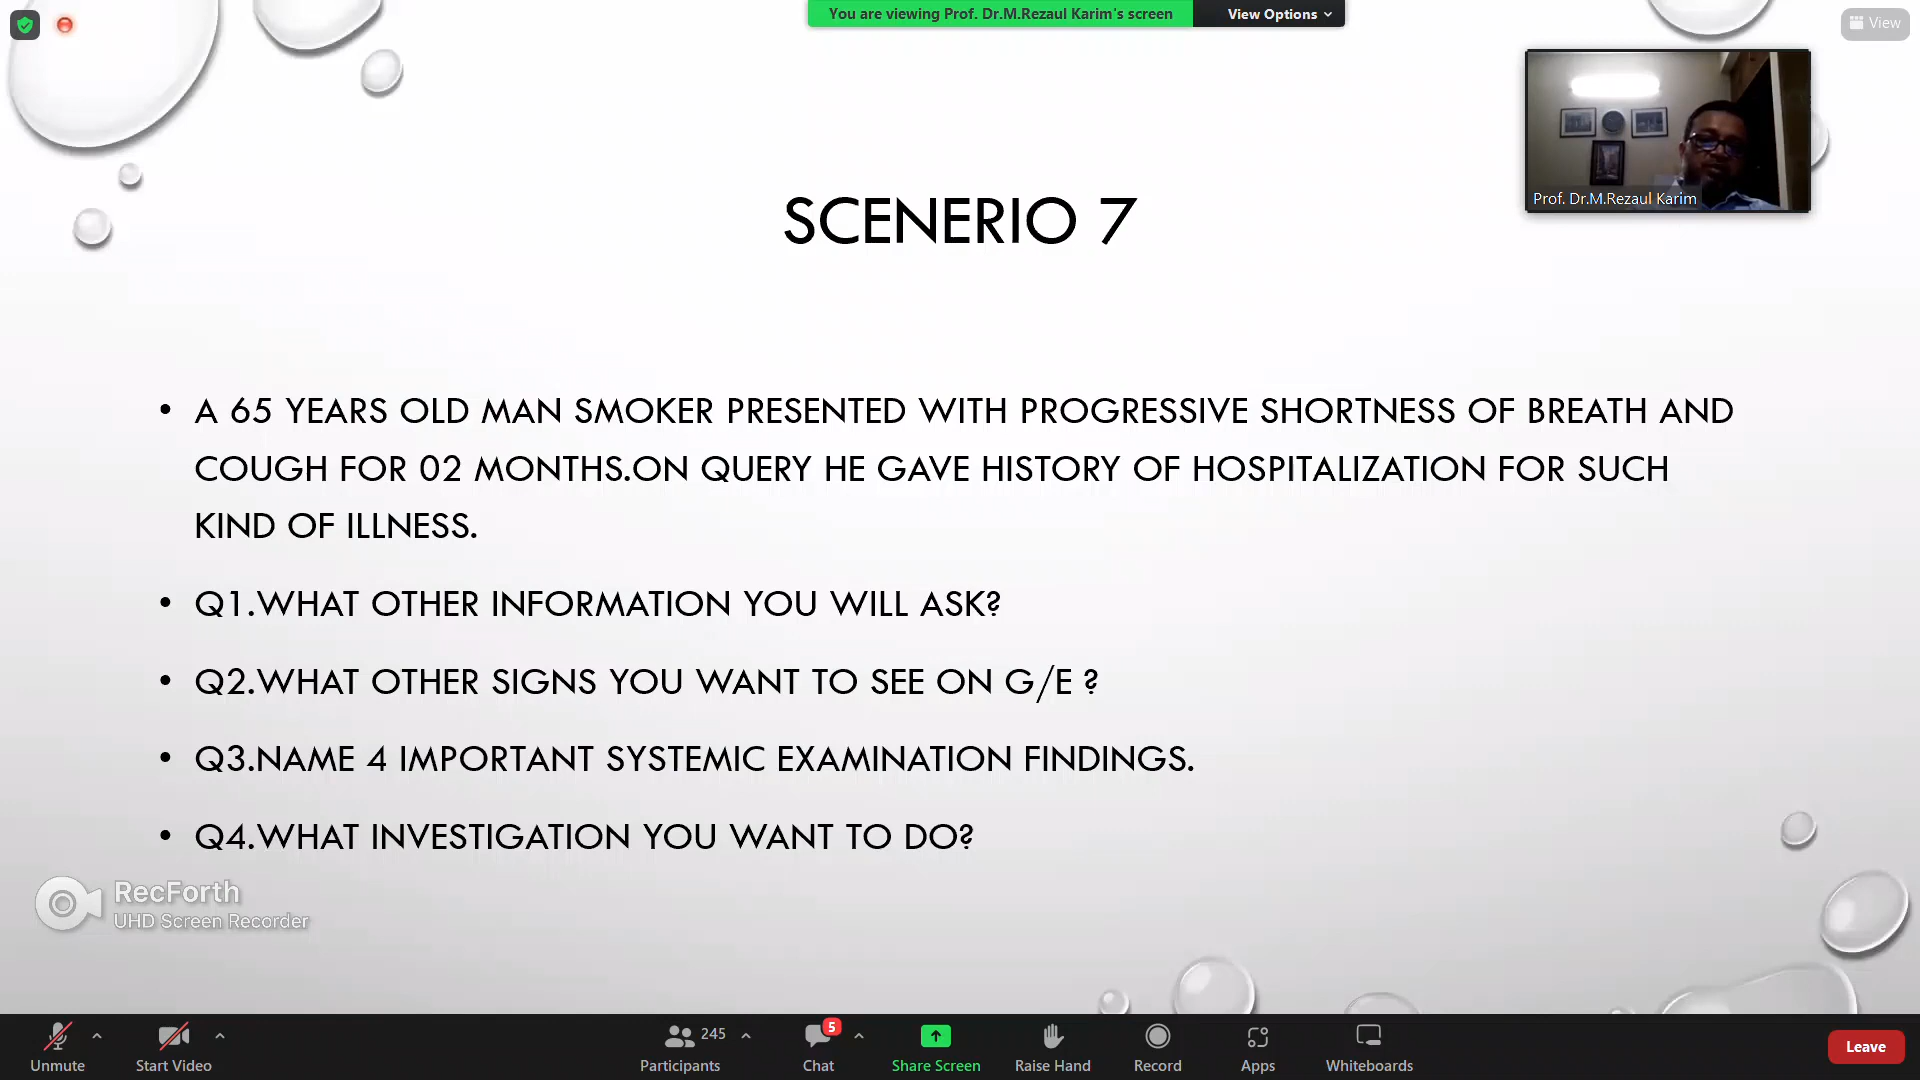 You are viewing Prof. Dr.M.Rezaul Karim's screen
View Options
View
Prof. Dr.M.Rezaul Karim
SCENERIO 7
• A 65 YEARS OLD MAN SMOKER PRESENTED WITH PROGRESSIVE SHORTNESS OF BREATH AND
COUGH FOR 02 MONTHS.ON QUERY HE GAVE HISTORY OF HOSPITALIZATION FOR SUCH
KIND OF ILLNESS.
• Q1.WHAT OTHER INFORMATION YOU WILL ASK?
• Q2.WHAT OTHER SIGNS YOU WANT TO SEE ON G/E ?
• Q3.NAME 4 IMPORTANT SYSTEMIC EXAMINATION FINDINGS.
• Q4.WHAT INVESTIGATION YOU WANT TO DO?
RecForth
UHD Screen Recorder
Unmute
Start Video
245
Participants
5
Chat
Share Screen
Raise Hand
Record
Apps
Whiteboards
Leave